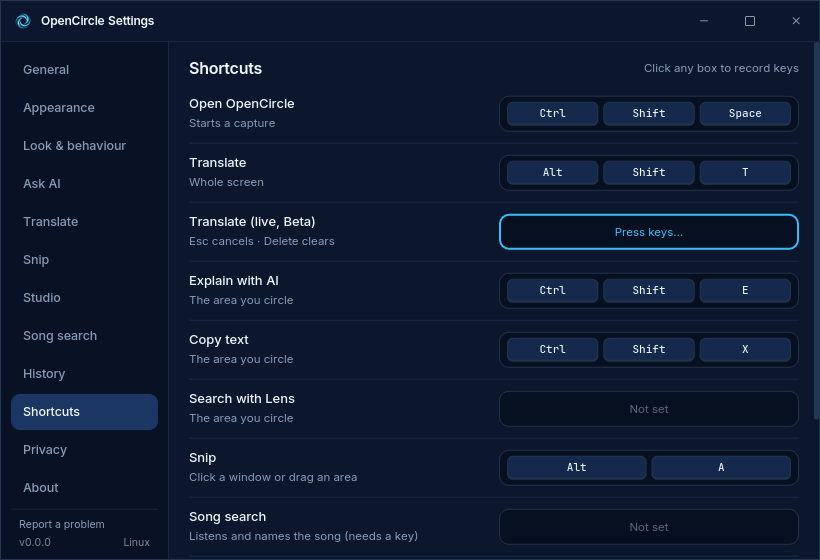 OpenCircle Settings
General
Appearance
Look & behaviour
Ask AI
Translate
Snip
Studio
Song search
History
Shortcuts
Privacy
About
Report a problem
v0.0.0 Linux
Shortcuts Click any box to record keys
Open OpenCircle
Starts a capture
Ctrl Shift Space
Translate
Whole screen
Alt Shift T
Translate (live, Beta)
Esc cancels · Delete clears
Press keys…
Explain with AI
The area you circle
Ctrl Shift E
Copy text
The area you circle
Ctrl Shift X
Search with Lens
The area you circle
Not set
Snip
Click a window or drag an area
Alt A
Song search
Listens and names the song (needs a key)
Not set